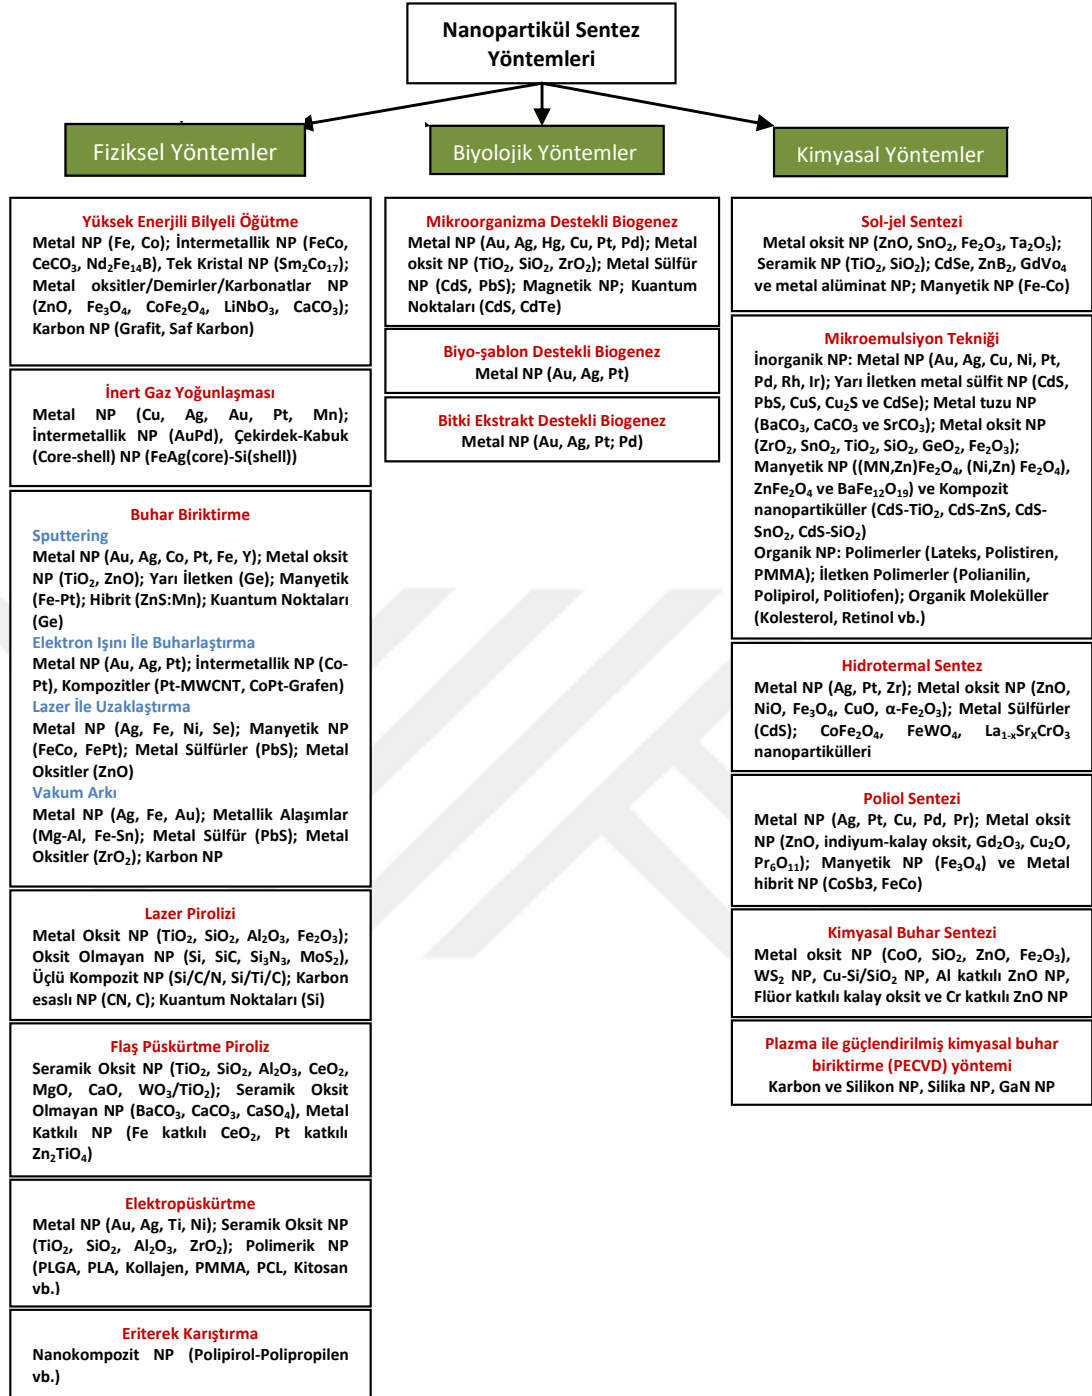 Nanopartikül Sentez
Yöntemleri
Fiziksel Yöntemler
Biyolojik Yöntemler
Kimyasal Yöntemler
Yüksek Enerjili Bilyeli Öğütme
Metal NP (Fe, Co); İntermetallik NP (FeCo,
CeCO₃, Nd₂Fe₁₄B), Tek Kristal NP (Sm₂Co₁₇);
Metal oksitler/Demirler/Karbonatlar NP
(ZnO, Fe₃O₄, CoFe₂O₄, LiNbO₃, CaCO₃);
Karbon NP (Grafit, Saf Karbon)
İnert Gaz Yoğunlaşması
Metal NP (Cu, Ag, Au, Pt, Mn);
İntermetallik NP (AuPd), Çekirdek-Kabuk
(Core-shell) NP (FeAg(core)-Si(shell))
Buhar Biriktirme
Sputtering
Metal NP (Au, Ag, Co, Pt, Fe, Y); Metal oksit
NP (TiO₂, ZnO); Yarı İletken (Ge); Manyetik
(Fe-Pt); Hibrit (ZnS:Mn); Kuantum Noktaları
(Ge)
Elektron Işını İle Buharlaştırma
Metal NP (Au, Ag, Pt); İntermetallik NP (Co-
Pt), Kompozitler (Pt-MWCNT, CoPt-Grafen)
Lazer İle Uzaklaştırma
Metal NP (Ag, Fe, Ni, Se); Manyetik NP
(FeCo, FePt); Metal Sülfürler (PbS); Metal
Oksitler (ZnO)
Vakum Arkı
Metal NP (Ag, Fe, Au); Metallik Alaşımlar
(Mg-Al, Fe-Sn); Metal Sülfür (PbS); Metal
Oksitler (ZrO₂); Karbon NP
Lazer Pirolizi
Metal Oksit NP (TiO₂, SiO₂, Al₂O₃, Fe₂O₃);
Oksit Olmayan NP (Si, SiC, Si₃N₃, MoS₂),
Üçlü Kompozit NP (Si/C/N, Si/Ti/C); Karbon
esaslı NP (CN, C); Kuantum Noktaları (Si)
Flaş Püskürtme Piroliz
Seramik Oksit NP (TiO₂, SiO₂, Al₂O₃, CeO₂,
MgO, CaO, WO₃/TiO₂); Seramik Oksit
Olmayan NP (BaCO₃, CaCO₃, CaSO₄), Metal
Katkılı NP (Fe katkılı CeO₂, Pt katkılı
Zn₂TiO₄)
Elektropüskürtme
Metal NP (Au, Ag, Ti, Ni); Seramik Oksit NP
(TiO₂, SiO₂, Al₂O₃, ZrO₂); Polimerik NP
(PLGA, PLA, Kollajen, PMMA, PCL, Kitosan
vb.)
Eriterek Karıştırma
Nanokompozit NP (Polipirol-Polipropilen
vb.)
Mikroorganizma Destekli Biogenez
Metal NP (Au, Ag, Hg, Cu, Pt, Pd); Metal
oksit NP (TiO₂, SiO₂, ZrO₂); Metal Sülfür
NP (CdS, PbS); Magnetik NP; Kuantum
Noktaları (CdS, CdTe)
Biyo-şablon Destekli Biogenez
Metal NP (Au, Ag, Pt)
Bitki Ekstrakt Destekli Biogenez
Metal NP (Au, Ag, Pt; Pd)
Sol-jel Sentezi
Metal oksit NP (ZnO, SnO₂, Fe₂O₃, Ta₂O₅);
Seramik NP (TiO₂, SiO₂); CdSe, ZnB₂, GdVo₄
ve metal alüminat NP; Manyetik NP (Fe-Co)
Mikroemulsiyon Tekniği
İnorganik NP: Metal NP (Au, Ag, Cu, Ni, Pt,
Pd, Rh, Ir); Yarı İletken metal sülfit NP (CdS,
PbS, CuS, Cu₂S ve CdSe); Metal tuzu NP
(BaCO₃, CaCO₃ ve SrCO₃); Metal oksit NP
(ZrO₂, SnO₂, TiO₂, SiO₂, GeO₂, Fe₂O₃);
Manyetik NP ((MN,Zn)Fe₂O₄, (Ni,Zn) Fe₂O₄),
ZnFe₂O₄ ve BaFe₁₂O₁₉) ve Kompozit
nanopartiküller (CdS-TiO₂, CdS-ZnS, CdS-
SnO₂, CdS-SiO₂)
Organik NP: Polimerler (Lateks, Polistiren,
PMMA); İletken Polimerler (Polianilin,
Polipirol, Politiofen); Organik Moleküller
(Kolesterol, Retinol vb.)
Hidrotermal Sentez
Metal NP (Ag, Pt, Zr); Metal oksit NP (ZnO,
NiO, Fe₃O₄, CuO, α-Fe₂O₃); Metal Sülfürler
(CdS); CoFe₂O₄, FeWO₄, La₁₋ₓSrₓCrO₃
nanopartikülleri
Poliol Sentezi
Metal NP (Ag, Pt, Cu, Pd, Pr); Metal oksit
NP (ZnO, indiyum-kalay oksit, Gd₂O₃, Cu₂O,
Pr₆O₁₁); Manyetik NP (Fe₃O₄) ve Metal
hibrit NP (CoSb3, FeCo)
Kimyasal Buhar Sentezi
Metal oksit NP (CoO, SiO₂, ZnO, Fe₂O₃),
WS₂ NP, Cu-Si/SiO₂ NP, Al katkılı ZnO NP,
Flüor katkılı kalay oksit ve Cr katkılı ZnO NP
Plazma ile güçlendirilmiş kimyasal buhar
biriktirme (PECVD) yöntemi
Karbon ve Silikon NP, Silika NP, GaN NP